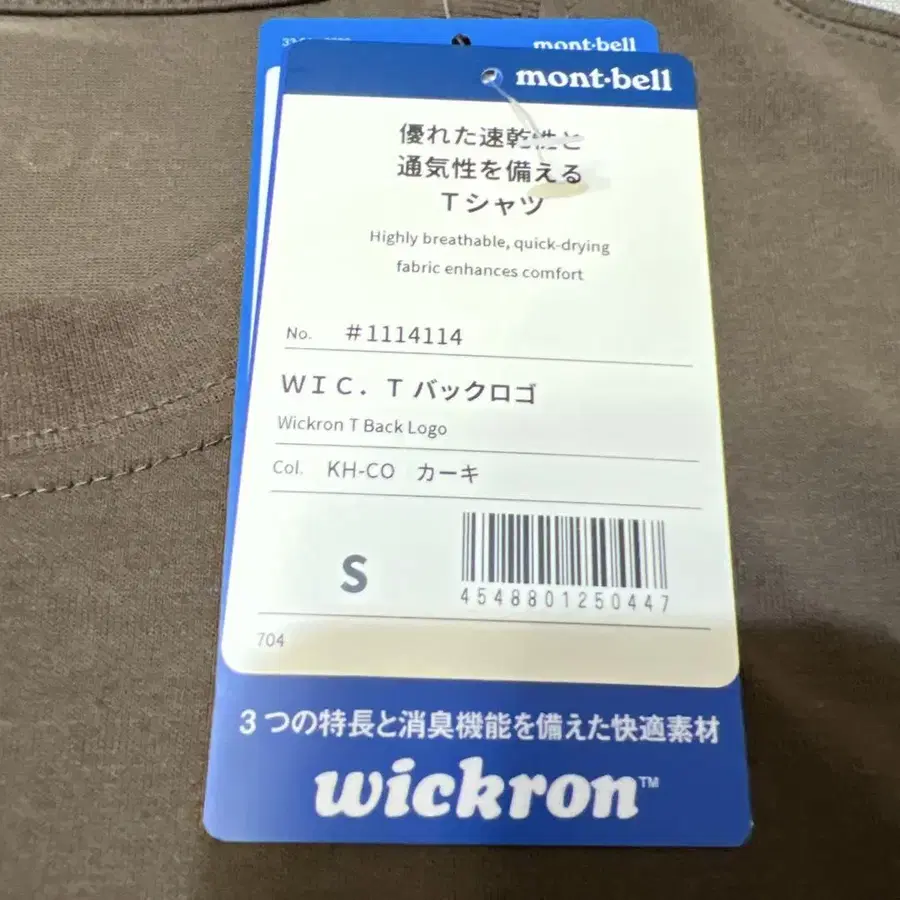 mont·bell
mont·bell
優れた速乾性と
通気性を備える
Tシャツ
Highly breathable, quick-drying
fabric enhances comfort
No. #1114114
WIC. T バックロゴ
Wickron T Back Logo
Col. KH-CO カーキ
S
4548801250447
704
3つの特長と消臭機能を備えた快適素材
wickron™